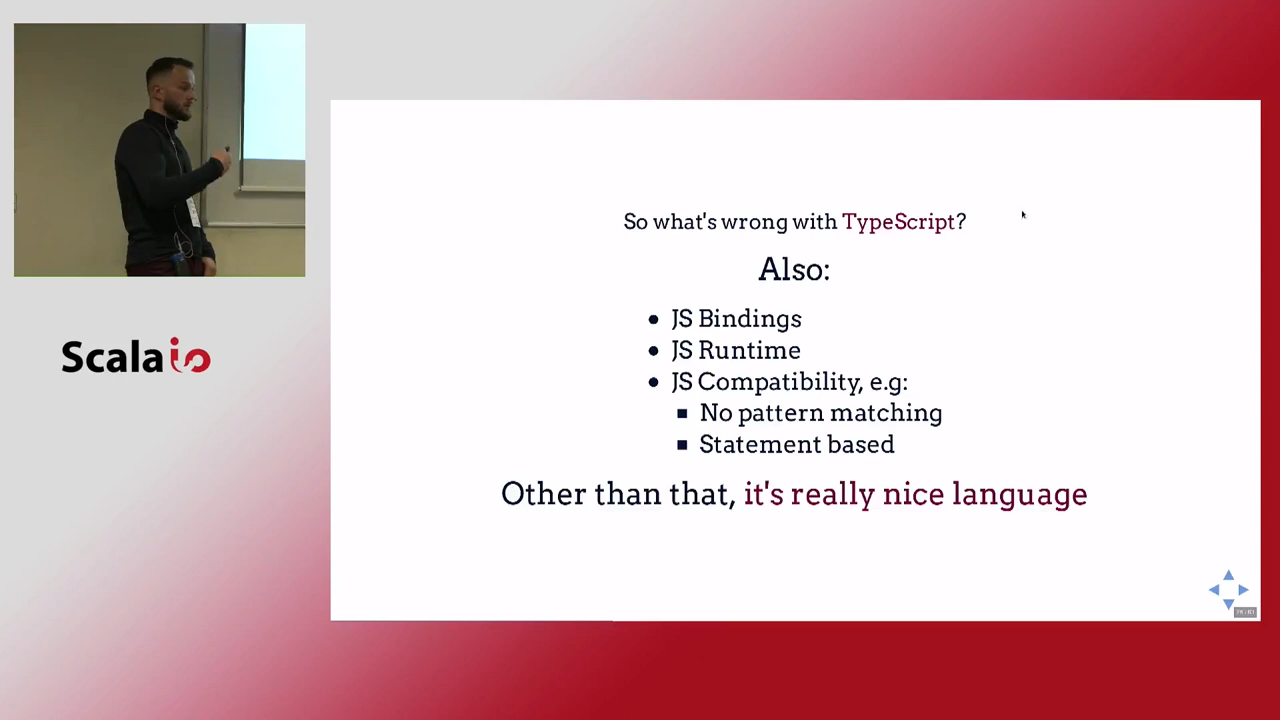 So what's wrong with TypeScript?
Also:
JS Bindings
JS Runtime
JS Compatibility, e.g:
No pattern matching
Statement based
Other than that, it's really nice language
Scala io